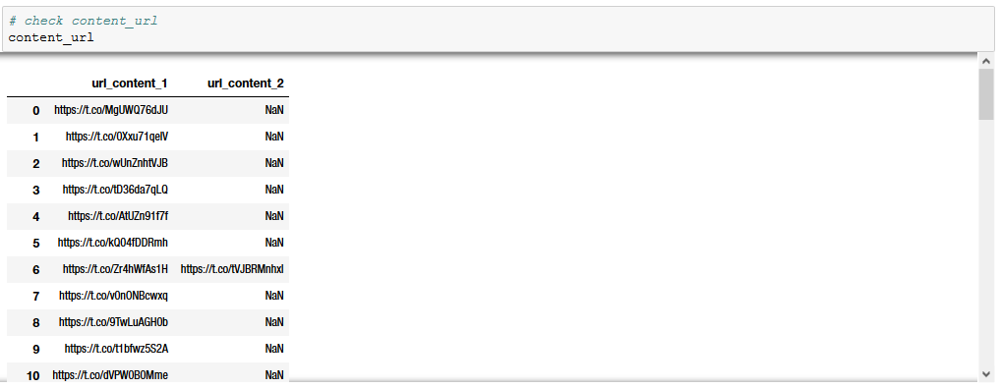 # check content_url
content_url
url_content_1 url_content_2
0 https://t.co/MgUWQ76dJU NaN
1 https://t.co/0Xxu71qeIV NaN
2 https://t.co/wUnZnhtVJB NaN
3 https://t.co/tD36da7qLQ NaN
4 https://t.co/AtUZn91f7f NaN
5 https://t.co/kQ04fDDRmh NaN
6 https://t.co/Zr4hWfAs1H https://t.co/tVJBRMnhxl
7 https://t.co/v0nONBcwxq NaN
8 https://t.co/9TwLuAGH0b NaN
9 https://t.co/t1bfwz5S2A NaN
10 https://t.co/dVPW0B0Mme NaN